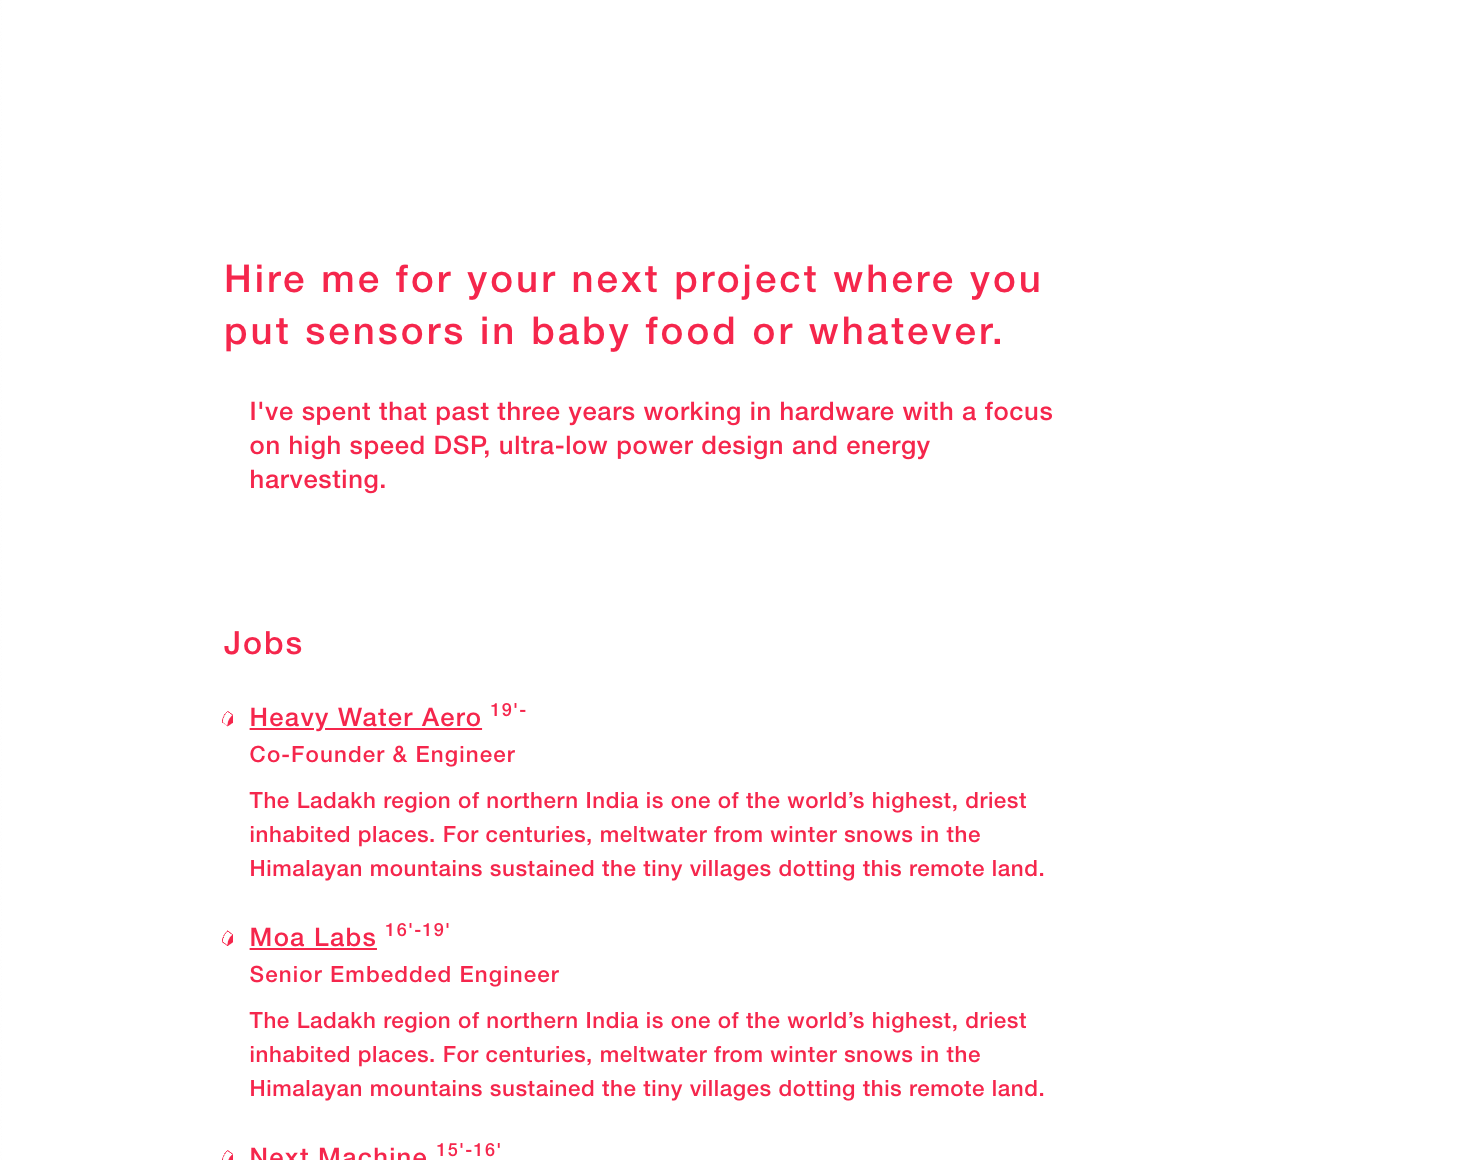 Hire me for your next project where you
put sensors in baby food or whatever.
I've spent that past three years working in hardware with a focus
on high speed DSP, ultra-low power design and energy
harvesting.
Jobs
Heavy Water Aero 19'-
Co-Founder & Engineer
The Ladakh region of northern India is one of the world’s highest, driest
inhabited places. For centuries, meltwater from winter snows in the
Himalayan mountains sustained the tiny villages dotting this remote land.
Moa Labs 16'-19'
Senior Embedded Engineer
The Ladakh region of northern India is one of the world’s highest, driest
inhabited places. For centuries, meltwater from winter snows in the
Himalayan mountains sustained the tiny villages dotting this remote land.
Next Machine 15'-16'